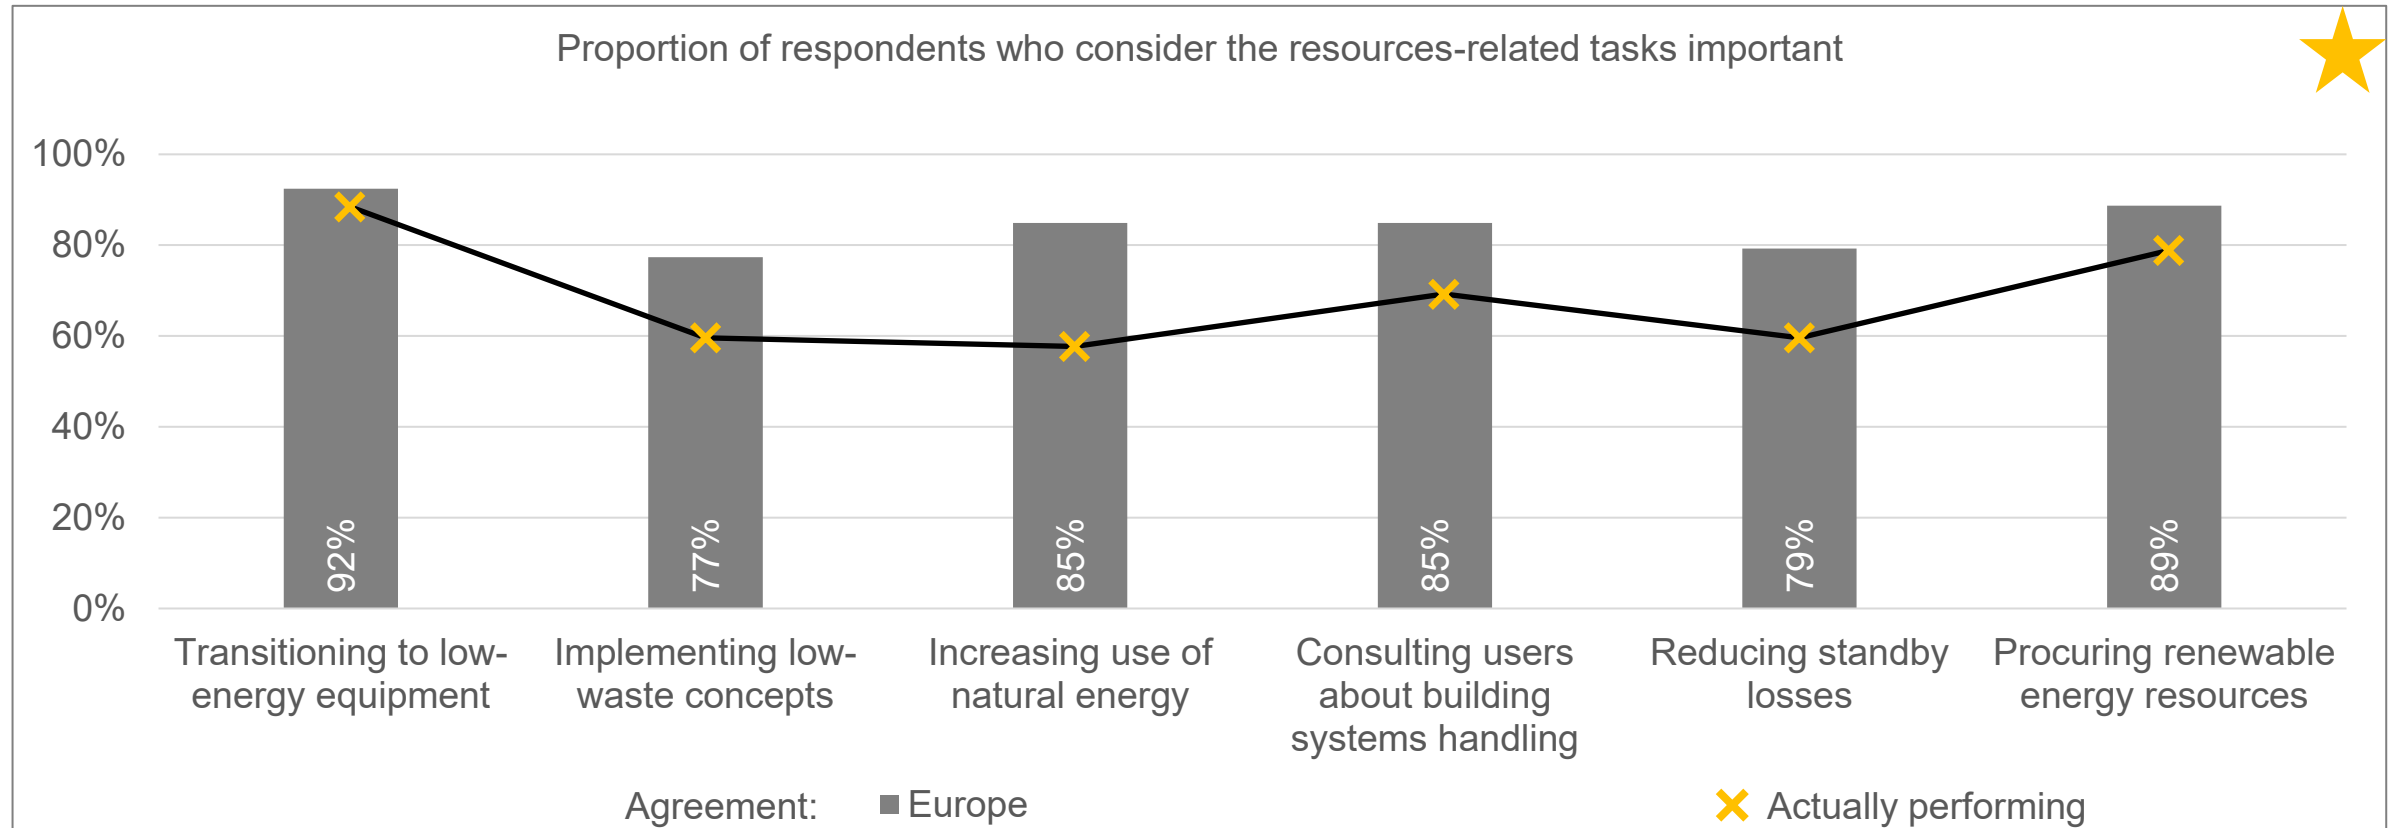 Proportion of respondents who consider the resources-related tasks important
100%
80%
60%
40%
20%
0%
92%
77%
85%
85%
79%
89%
Transitioning to low-
energy equipment
Implementing low-
waste concepts
Increasing use of
natural energy
Consulting users
about building
systems handling
Reducing standby
losses
Procuring renewable
energy resources
Agreement:
Europe
Actually performing